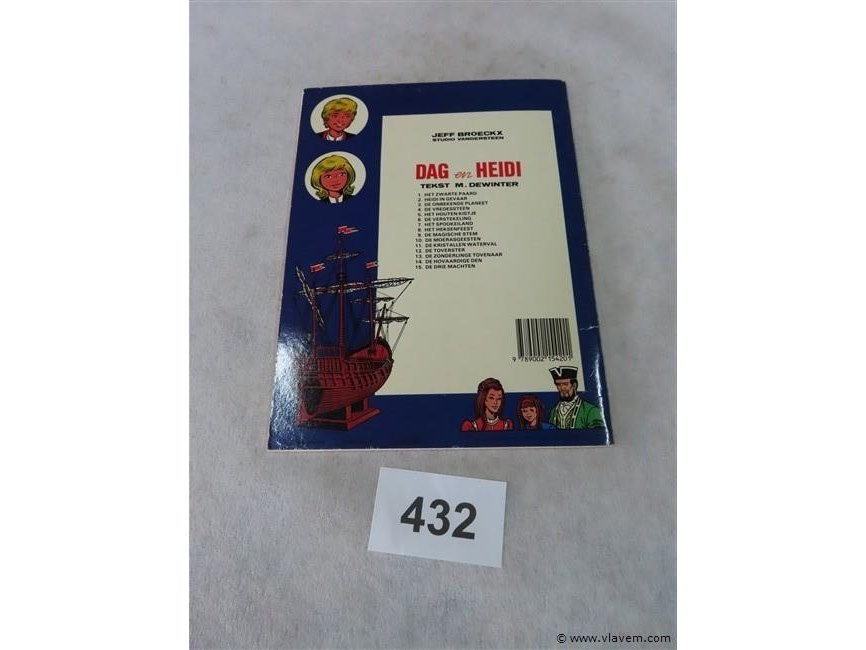 JEFF BROECKX
STUDIO VANDERSTEEN
DAG en HEIDI
TEKST M. DEWINTER
1. HET ZWARTE PAARD
2. HEIDI IN GEVAAR
3. DE ONBEKENDE PLANEET
4. DE VREDESSTEEN
5. HET HOUTEN KISTJE
6. DE VERSTEKELING
7. HET SPOOKEILAND
8. HET HEKSENFEEST
9. DE MAGISCHE STEM
10. DE MOERASGEESTEN
11. DE KRISTALLEN WATERVAL
12. DE TOVERSTER
13. DE ZONDERLINGE TOVENAAR
14. DE HOVAARDIGE DEN
15. DE DRIE MACHTEN
9 789002 154201
432
© www.vlavem.com